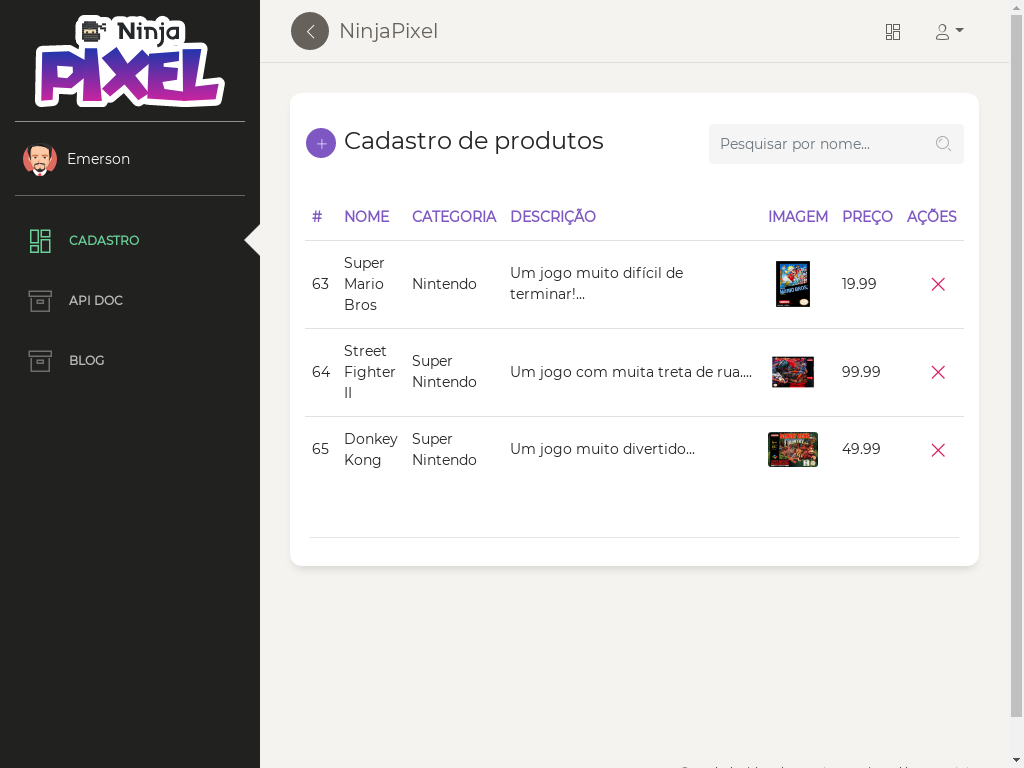 Ninja
PIXEL
NinjaPixel
Emerson
Cadastro de produtos
Pesquisar por nome...
CADASTRO
API DOC
BLOG
# NOME CATEGORIA DESCRIÇÃO IMAGEM PREÇO AÇÕES
63 Super Mario Bros Nintendo Um jogo muito difícil de terminar!... 19.99
64 Street Fighter II Super Nintendo Um jogo com muita treta de rua.... 99.99
65 Donkey Kong Super Nintendo Um jogo muito divertido... 49.99